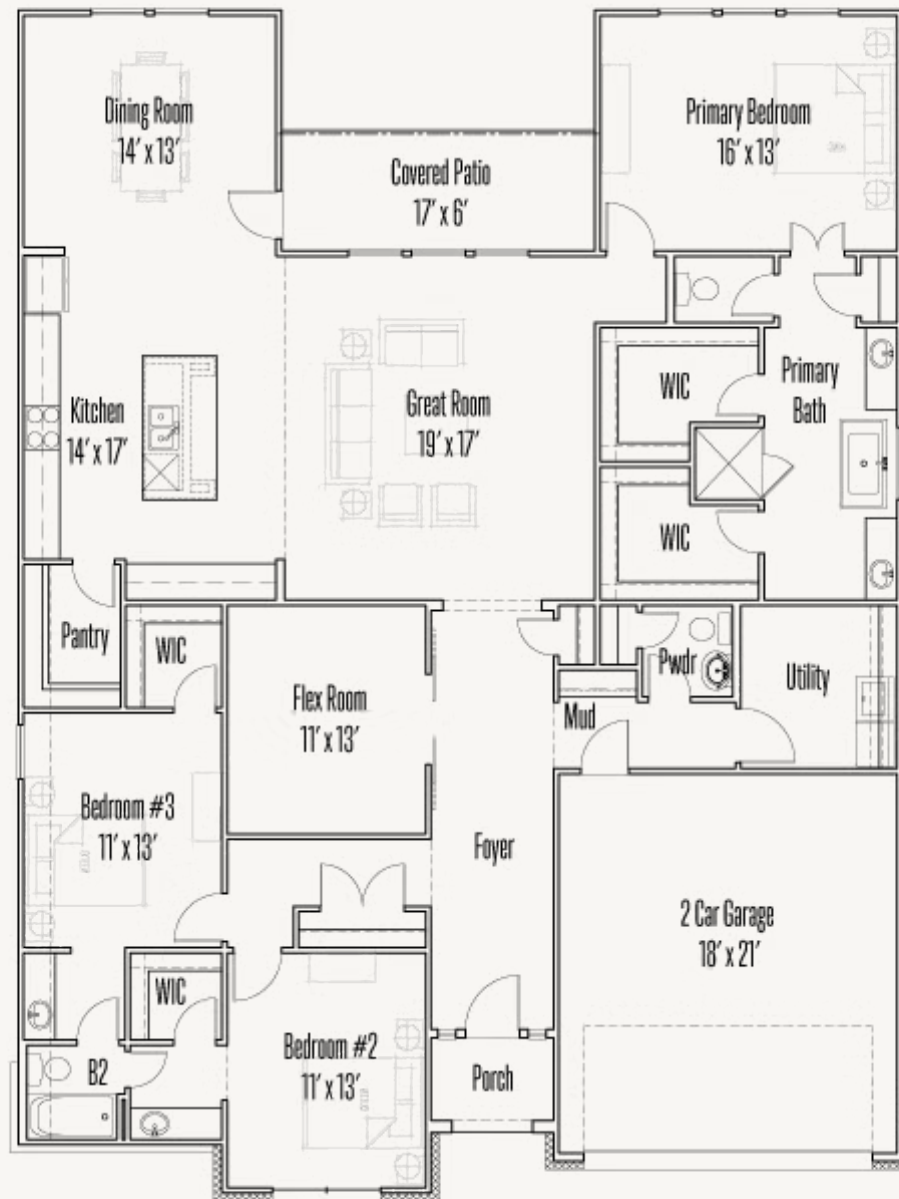 Dining Room
14' x 13'
Primary Bedroom
16' x 13'
Covered Patio
17' x 6'
Kitchen
14' x 17'
Great Room
19' x 17'
WIC
Primary
Bath
WIC
Pantry
WIC
Flex Room
11' x 13'
Pwdr
Utility
Mud
Bedroom #3
11' x 13'
Foyer
2 Car Garage
18' x 21'
WIC
Bedroom #2
11' x 13'
B2
Porch